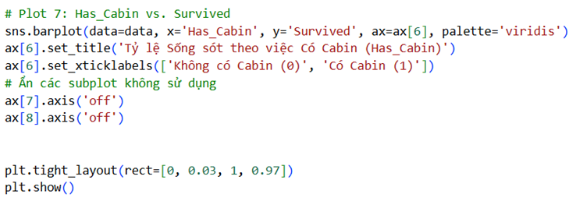 # Plot 7: Has_Cabin vs. Survived
sns.barplot(data=data, x='Has_Cabin', y='Survived', ax=ax[6], palette='viridis')
ax[6].set_title('Tỷ lệ Sống sót theo việc Có Cabin (Has_Cabin)')
ax[6].set_xticklabels(['Không có Cabin (0)', 'Có Cabin (1)'])
# Ẩn các subplot không sử dụng
ax[7].axis('off')
ax[8].axis('off')
plt.tight_layout(rect=[0, 0.03, 1, 0.97])
plt.show()